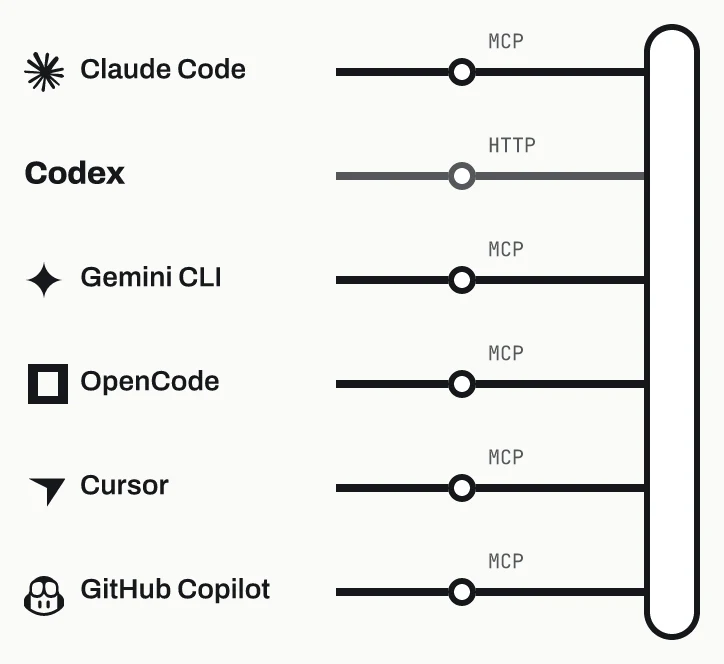 MCP
Claude Code
HTTP
Codex
MCP
Gemini CLI
MCP
OpenCode
MCP
Cursor
MCP
GitHub Copilot